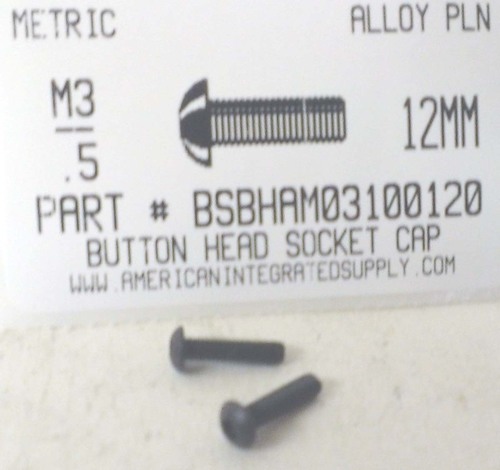 METRIC ALLOY PLN
M3
.5
12MM
PART # BSBHAM03100120
BUTTON HEAD SOCKET CAP
WWW.AMERICANINTEGRATEDSUPPLY.COM